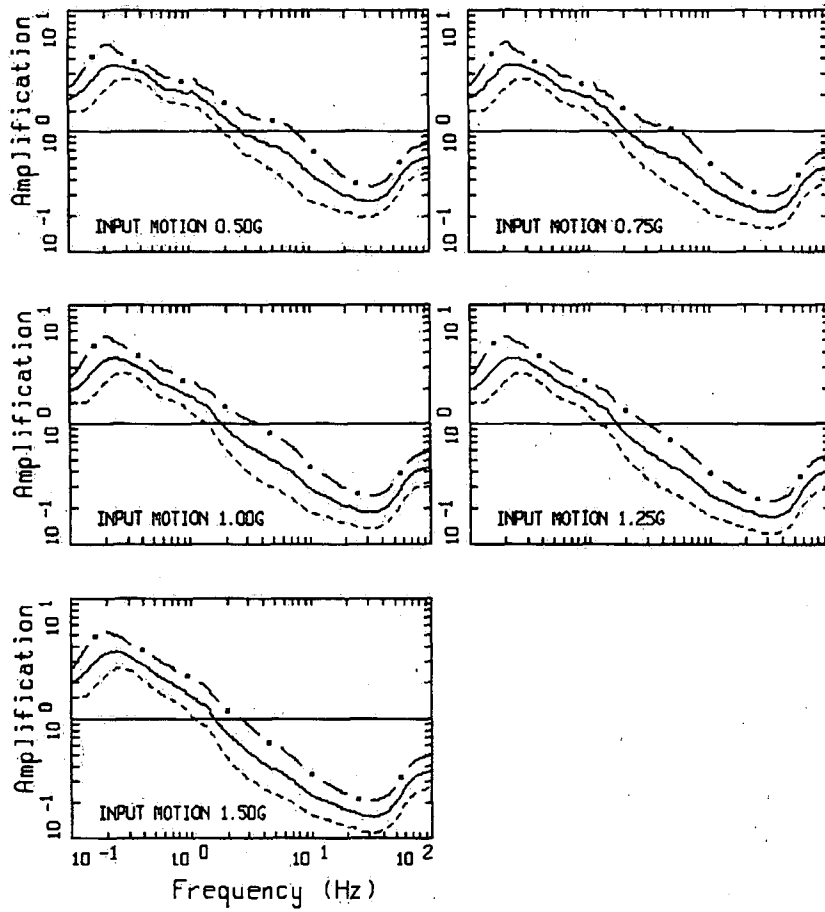 Amplification
10^1
10^0
10^-1
INPUT MOTION 0.50G
10^1
10^0
10^-1
INPUT MOTION 0.75G
Amplification
10^1
10^0
10^-1
INPUT MOTION 1.00G
10^1
10^0
10^-1
INPUT MOTION 1.25G
Amplification
10^1
10^0
10^-1
INPUT MOTION 1.50G
10^-1 10^0 10^1 10^2
Frequency (Hz)